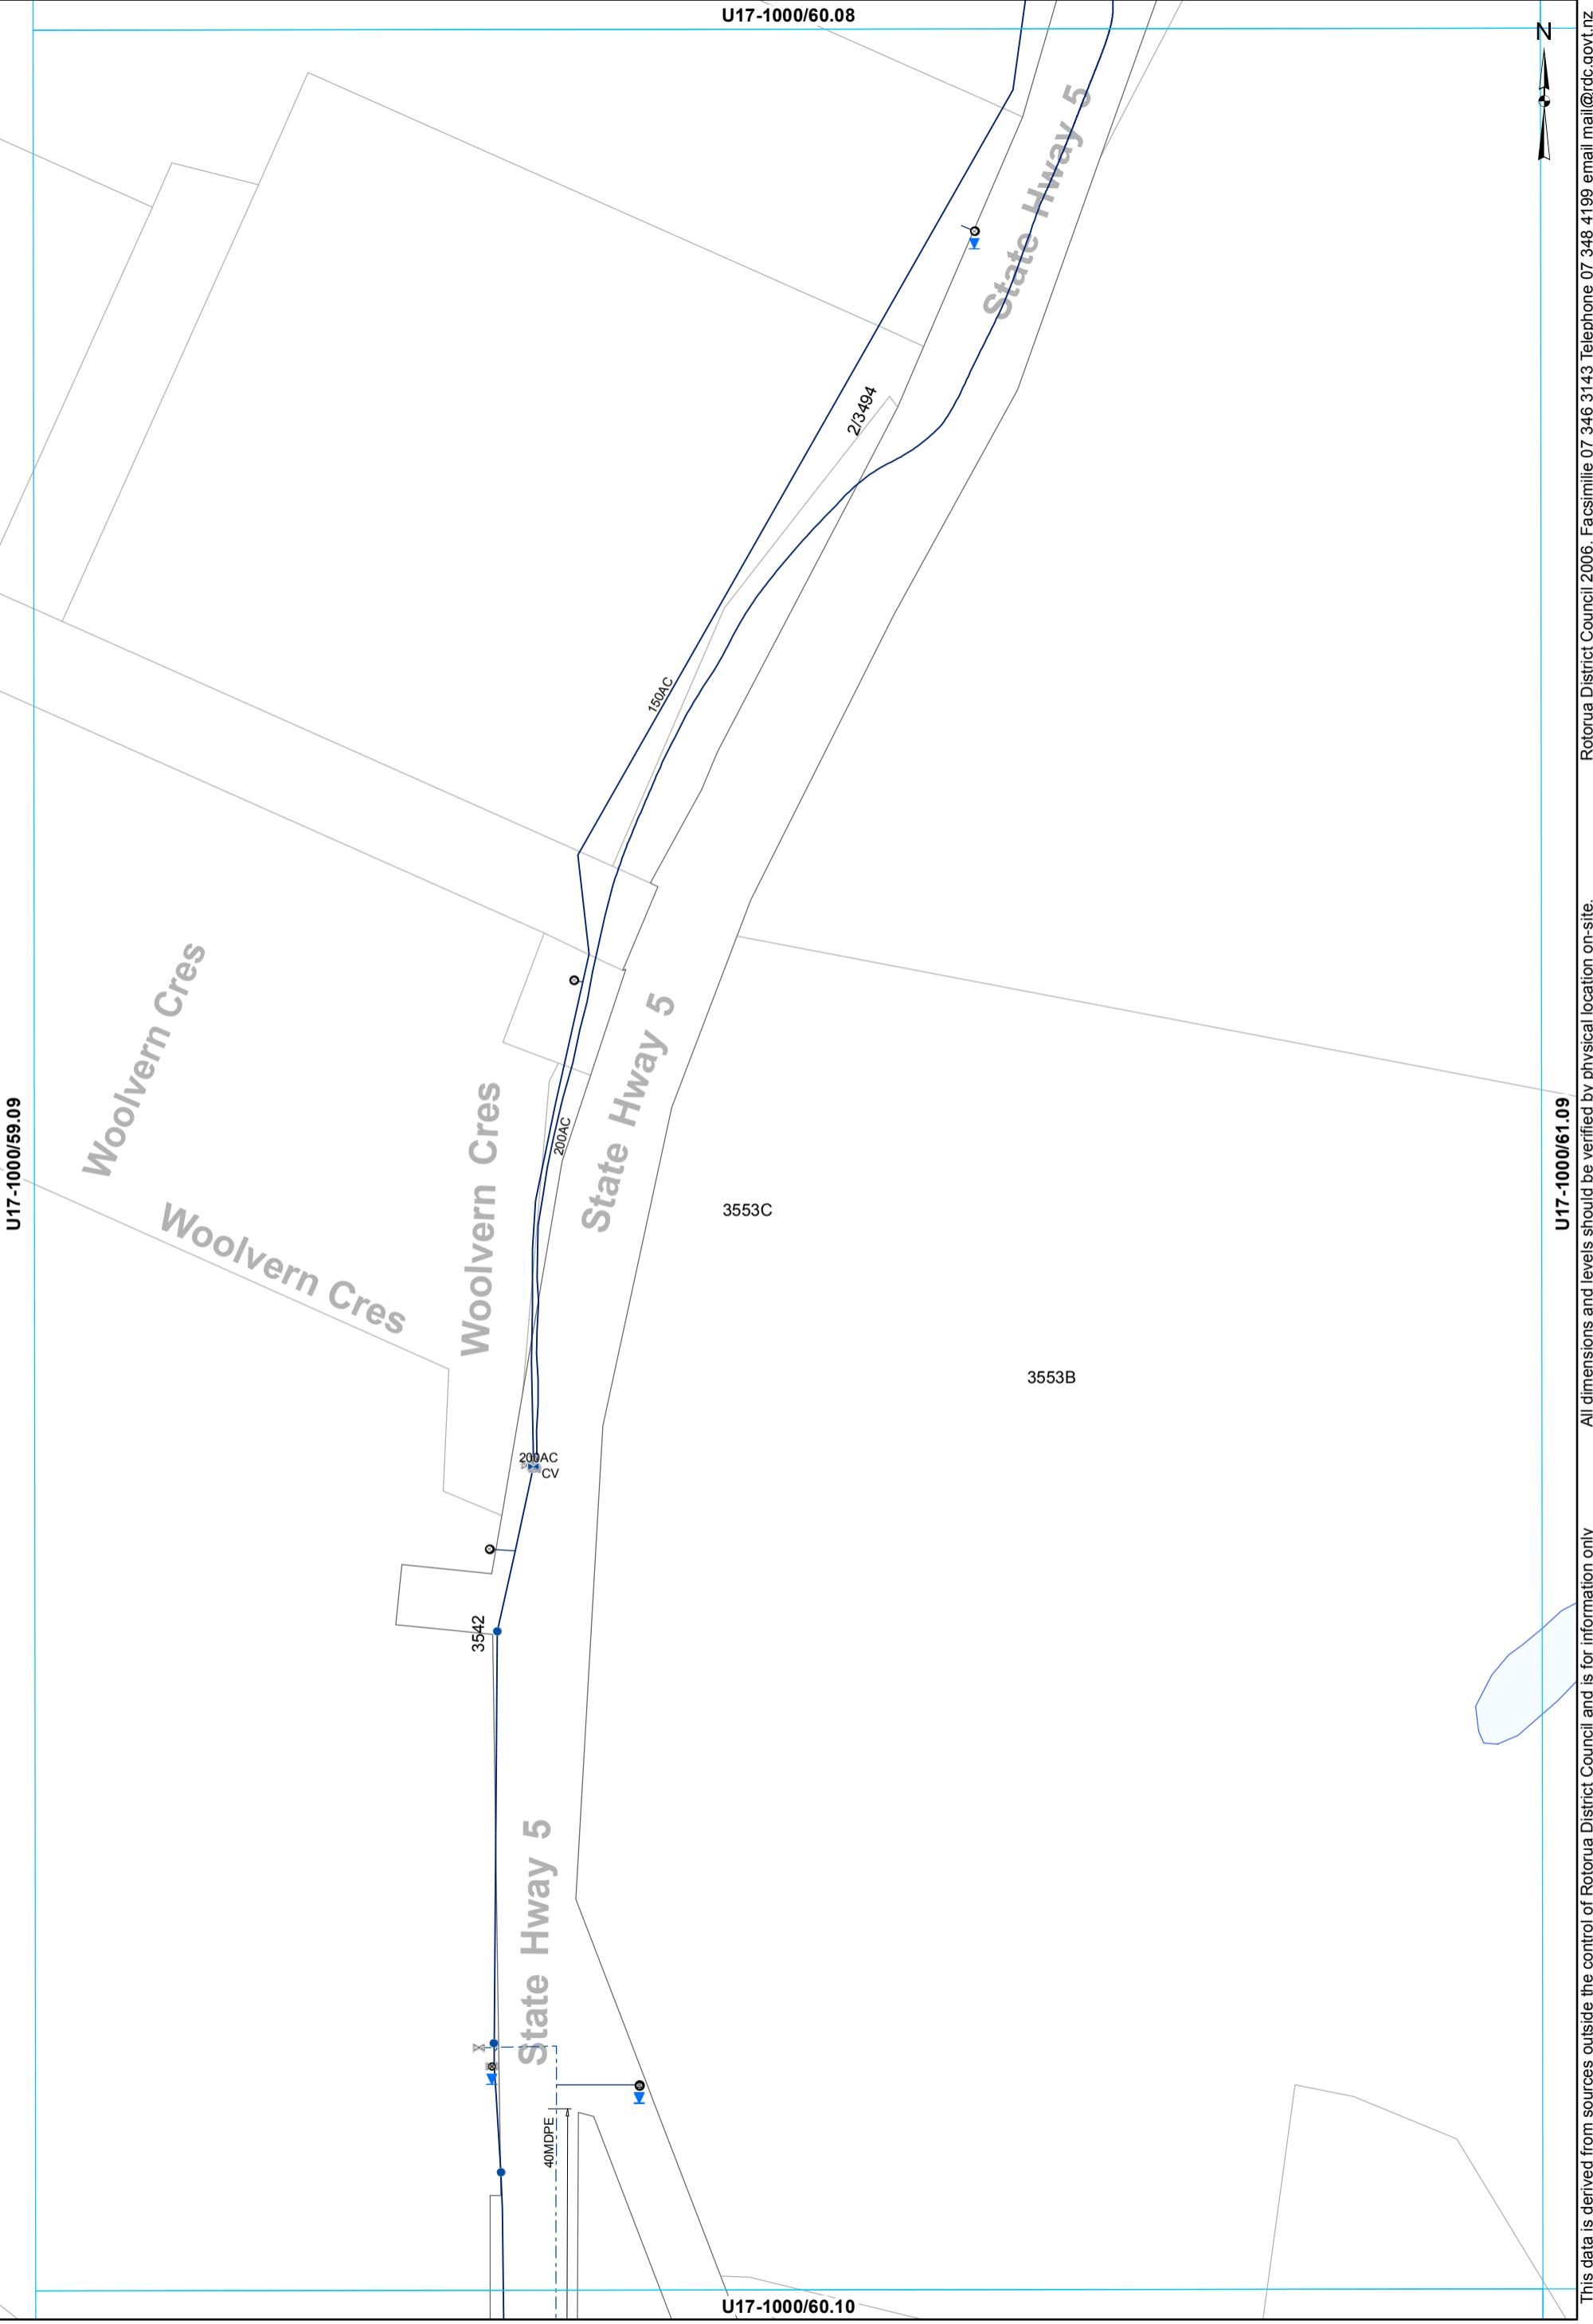 U17-1000/60.08
N
State Hway 5
2/3494
150AC
Woolvern Cres
Woolvern Cres
State Hway 5
200AC
U17-1000/59.09
U17-1000/61.09
3553C
Woolvern Cres
3553B
200AC
CV
3542
State Hway 5
40MDPE
U17-1000/60.10
This data is derived from sources outside the control of Rotorua District Council and is for information only
All dimensions and levels should be verified by physical location on-site.
Rotorua District Council 2006. Facsimilie 07 346 3143 Telephone 07 348 4199 email mail@rdc.govt.nz